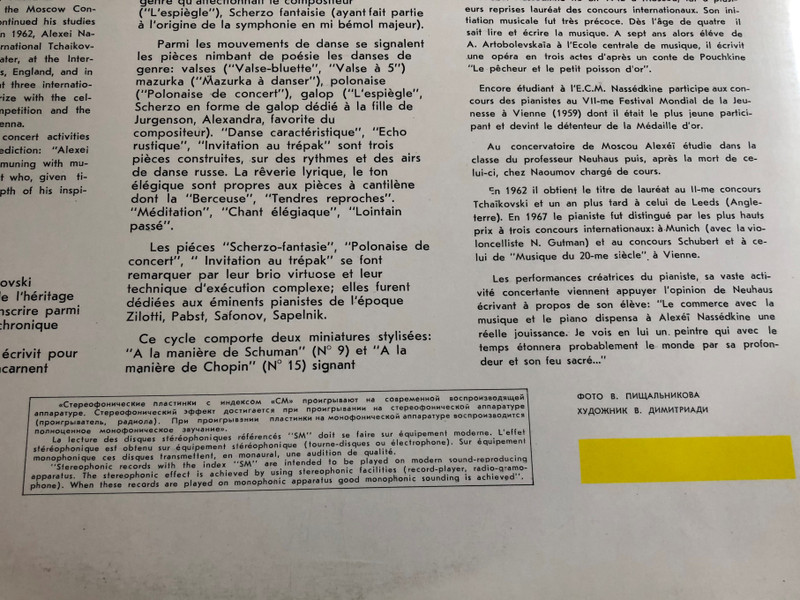 the Moscow Con-
ontinued his studies
n 1962, Alexei Na-
rnational Tchaikov-
ater, at the Inter-
s, England, and in
t three internatio-
rize with the cel-
mpetition and the
enna.
concert activities
ediction: "Alexei
muning with mu-
t who, given ti-
pth of his inspi-
ovski
e l'héritage
nscrire parmi
chronique
écrivit pour
ncarnent
genre qu'affectionnait le compositeur
("L'espiègle"), Scherzo fantaisie (ayant fait partie
à l'origine de la symphonie en mi bémol majeur).
Parmi les mouvements de danse se signalent
les pièces nimbant de poésie les danses de
genre: valses ("Valse-bluette", "Valse à 5")
mazurka ("Mazurka à danser"), polonaise
("Polonaise de concert"), galop ("L'espiègle",
Scherzo en forme de galop dédié à la fille de
Jurgenson, Alexandra, favorite du
compositeur). "Danse caractéristique", "Echo
rustique", "Invitation au trépak" sont trois
pièces construites, sur des rythmes et des airs
de danse russe. La rêverie lyrique, le ton
élégique sont propres aux pièces à cantilène
dont la "Berceuse", "Tendres reproches".
"Méditation", "Chant élégiaque", "Lointain
passé".
Les piéces "Scherzo-fantasie", "Polonaise de
concert", " Invitation au trépak" se font
remarquer par leur brio virtuose et leur
technique d'exécution complexe; elles furent
dédiées aux éminents pianistes de l'époque
Zilotti, Pabst, Safonov, Sapelnik.
Ce cycle comporte deux miniatures stylisées:
"A la manière de Schuman" (N° 9) et "A la
manière de Chopin" (N° 15) signant
eurs reprises lauréat des concours internationaux. Son ini-
tiation musicale fut très précoce. Dès l'âge de quatre il
sait lire et écrire la musique. A sept ans alors élève de
A. Artobolevskaïa à l'Ecole centrale de musique, il écrivit
une opéra en trois actes d'après un conte de Pouchkine
"Le pêcheur et le petit poisson d'or".
Encore étudiant à l'E.C.M. Nassédkine participe aux con-
cours des pianistes au VII-me Festival Mondial de la Jeu-
nesse à Vienne (1959) dont il était le plus jeune partici-
pant et devint le détenteur de la Médaille d'or.
Au concervatoire de Moscou Alexeï étudie dans la
classe du professeur Neuhaus puis, après la mort de ce-
lui-ci, chez Naoumov chargé de cours.
En 1962 il obtient le titre de lauréat au II-me concours
Tchaïkovski et un an plus tard à celui de Leeds (Angle-
terre). En 1967 le pianiste fut distingué par les plus hauts
prix à trois concours internationaux: à Munich (avec la vio-
loncelliste N. Gutman) et au concours Schubert et à ce-
lui de "Musique du 20-me siècle", à Vienne.
Les performances créatrices du pianiste, sa vaste acti-
vité concertante viennent appuyer l'opinion de Neuhaus
écrivant à propos de son élève: "Le commerce avec la
musique et le piano dispensa à Alexéï Nassédkine une
réelle jouissance. Je vois en lui un peintre qui avec le
temps étonnera probablement le monde par sa profon-
deur et son feu sacré..."
ФОТО В. ПИЩАЛЬНИКОВА
ХУДОЖНИК В. ДИМИТРИАДИ
«Стереофонические пластинки с индексом «СМ» проигрывают на современной воспроизводящей
аппаратуре. Стереофонический эффект достигается при проигрывании на стереофонической аппаратуре
(проигрыватель, радиола). При проигрывании пластинки на монофонической аппаратуре воспроизводится
полноценное монофоническое звучание».
La lecture des disques stéréophoniques référencés "SM" doit se faire sur équipement moderne. L'effet
stéréophonique est obtenu sur équipement stéréophonique (tourne-disques ou électrophone). Sur équipement
monophonique ces disques transmettent, en monaural, une audition de qualité.
"Stereophonic records with the index "SM" are intended to be played on modern sound-reproducing
apparatus. The stereophonic effect is achieved by using stereophonic facilities (record-player, radio-gramo-
phone). When these records are played on monophonic apparatus good monophonic sounding is achieved".